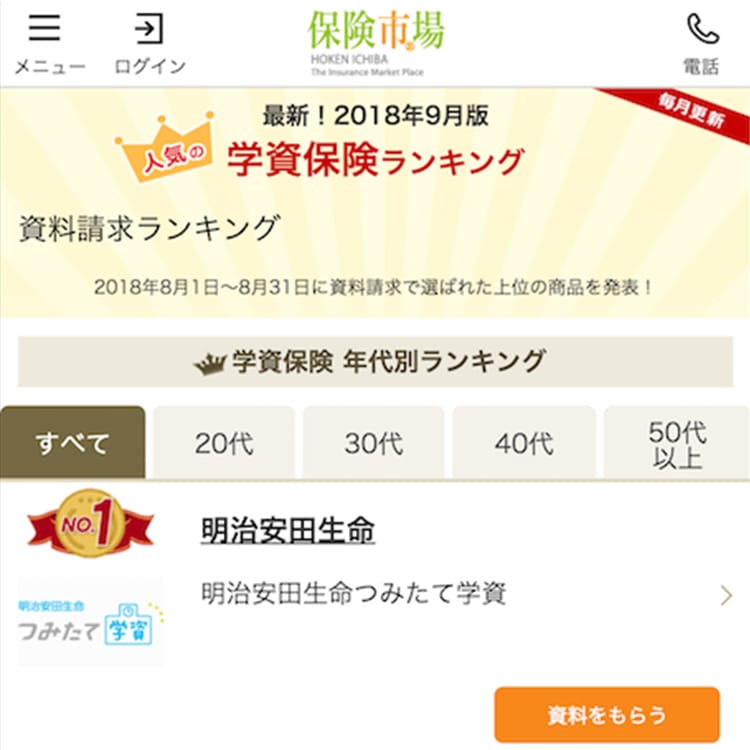 保険市場
HOKEN ICHIBA
The Insurance Market Place
メニュー
ログイン
電話
毎月更新
最新！2018年9月版
人気の
学資保険ランキング
資料請求ランキング
2018年8月1日～8月31日に資料請求で選ばれた上位の商品を発表！
学資保険 年代別ランキング
すべて
20代
30代
40代
50代
以上
NO.1
明治安田生命
明治安田生命つみたて学資
明治安田生命
つみたて学資
資料をもらう